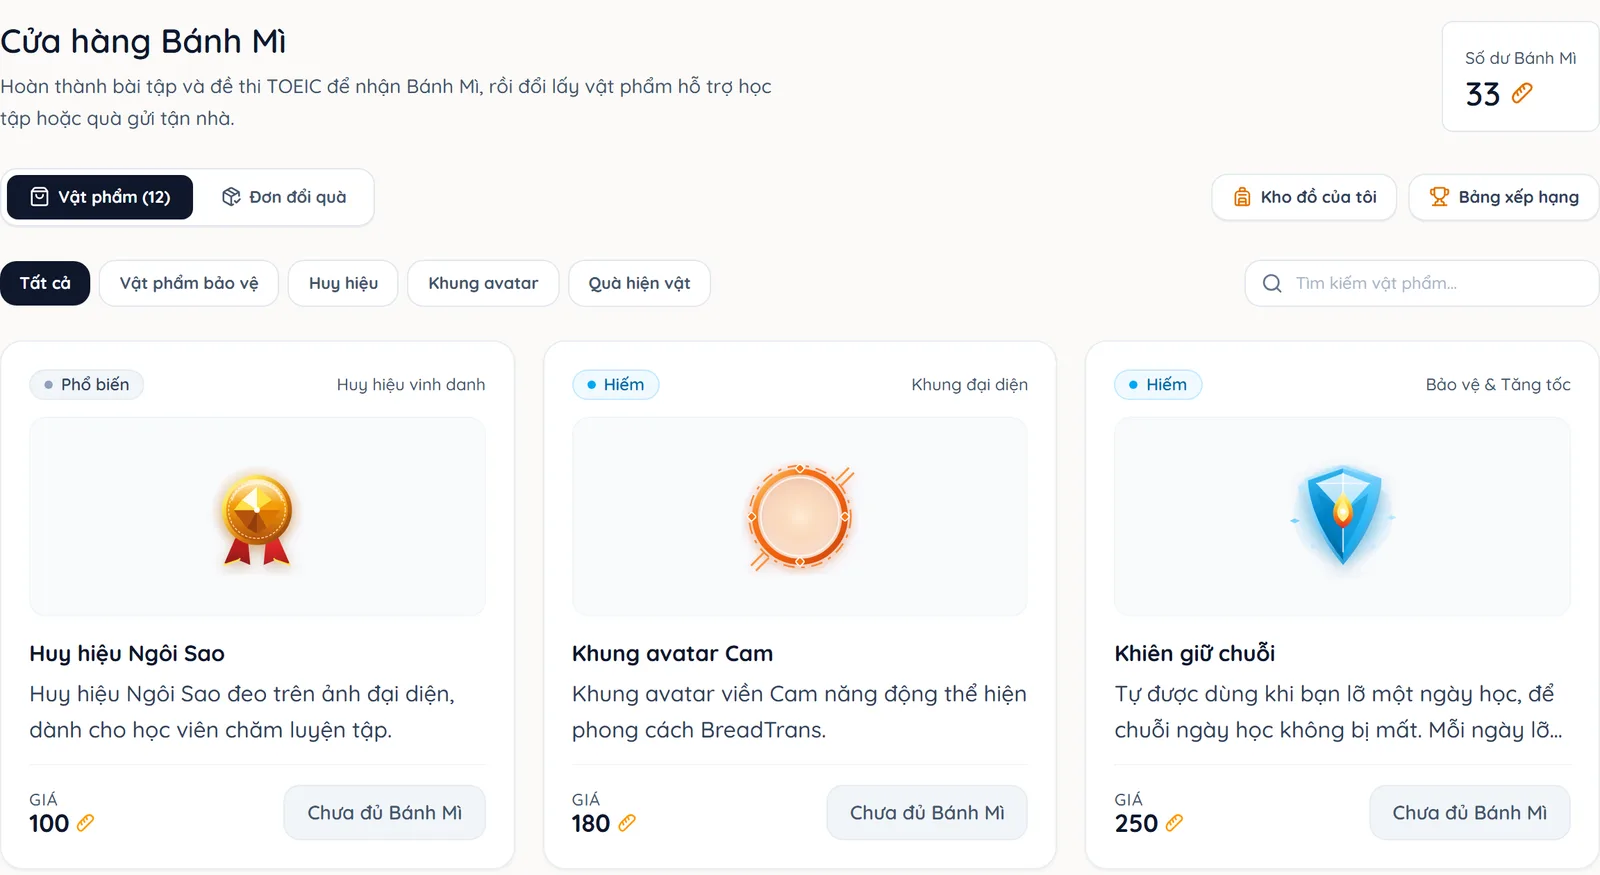 Cửa hàng Bánh Mì
Hoàn thành bài tập và đề thi TOEIC để nhận Bánh Mì, rồi đổi lấy vật phẩm hỗ trợ học
tập hoặc quà gửi tận nhà.
Số dư Bánh Mì
33
Vật phẩm (12)
Đơn đổi quà
Kho đồ của tôi
Bảng xếp hạng
Tất cả
Vật phẩm bảo vệ
Huy hiệu
Khung avatar
Quà hiện vật
Tìm kiếm vật phẩm...
Phổ biến
Huy hiệu vinh danh
Huy hiệu Ngôi Sao
Huy hiệu Ngôi Sao đeo trên ảnh đại diện,
dành cho học viên chăm luyện tập.
GIÁ
100
Chưa đủ Bánh Mì
Hiếm
Khung đại diện
Khung avatar Cam
Khung avatar viền Cam năng động thể hiện
phong cách BreadTrans.
GIÁ
180
Chưa đủ Bánh Mì
Hiếm
Bảo vệ & Tăng tốc
Khiên giữ chuỗi
Tự được dùng khi bạn lỡ một ngày học, để
chuỗi ngày học không bị mất. Mỗi ngày lỡ...
GIÁ
250
Chưa đủ Bánh Mì